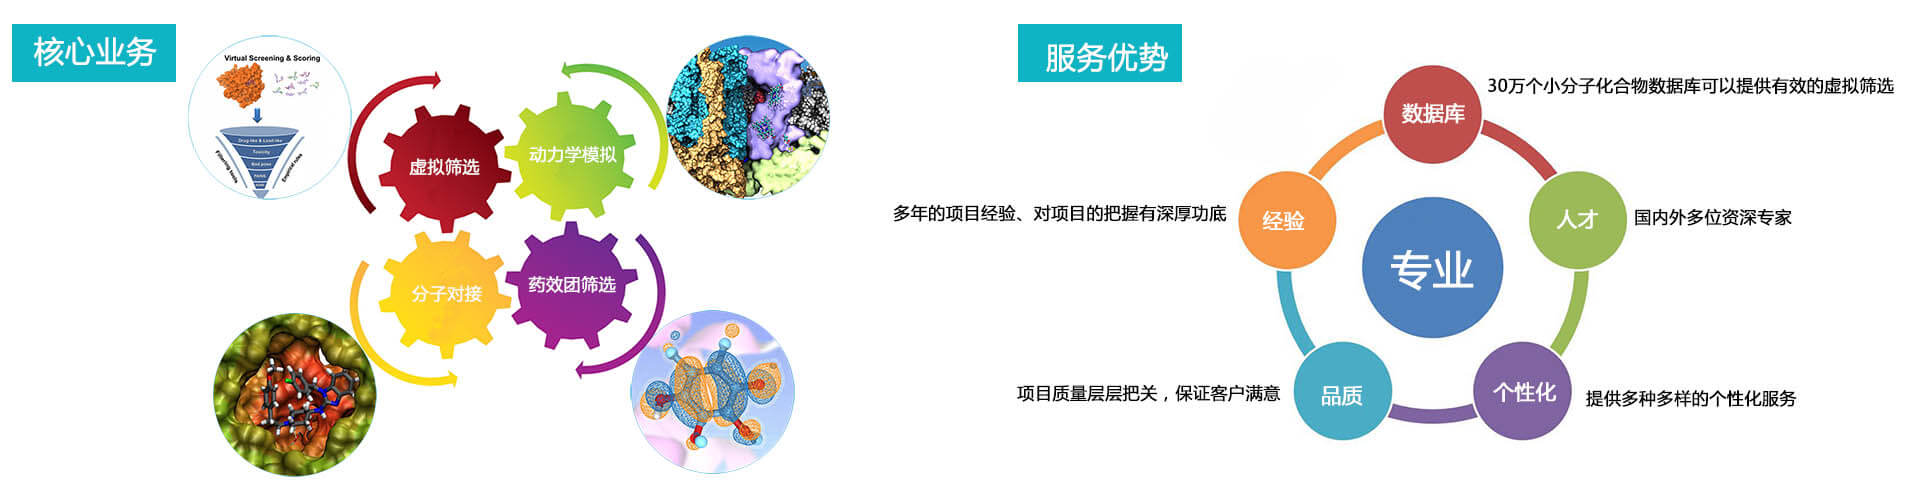 核心业务
Virtual Screening & Scoring
Drug-like & Lead-like
Toxicity
Filtering tools
虚拟筛选
动力学模拟
分子对接
药效团筛选
服务优势
数据库
30万个小分子化合物数据库可以提供有效的虚拟筛选
经验
多年的项目经验、对项目的把握有深厚功底
人才
国内外多位资深专家
专业
品质
项目质量层层把关，保证客户满意
个性化
提供多种多样的个性化服务